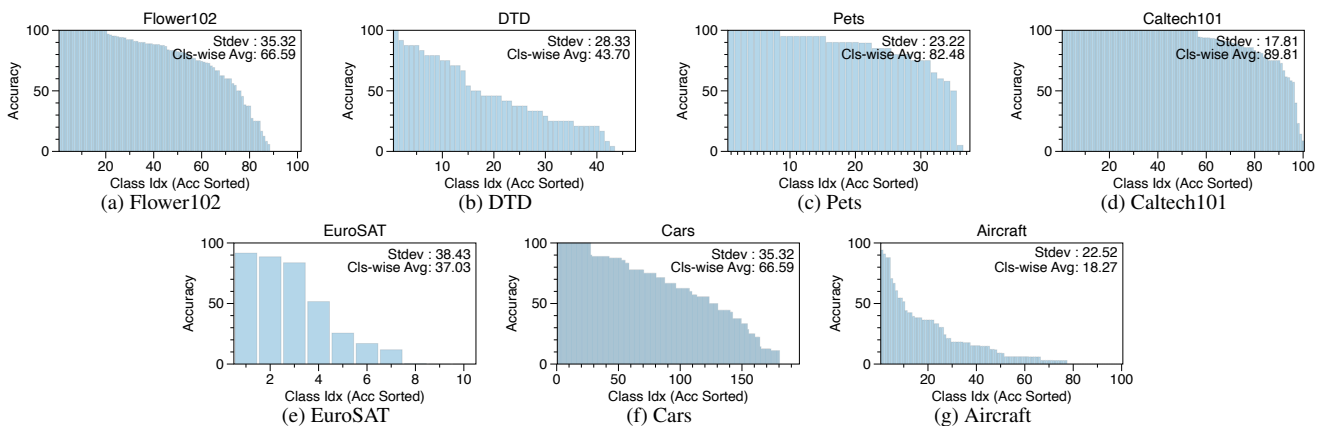 Flower102
Stdev : 35.32
Cls-wise Avg: 66.59
Accuracy
100
50
0
20 40 60 80 100
Class Idx (Acc Sorted)
(a) Flower102
DTD
Stdev : 28.33
Cls-wise Avg: 43.70
Accuracy
100
50
0
10 20 30 40
Class Idx (Acc Sorted)
(b) DTD
Pets
Stdev : 23.22
Cls-wise Avg: 82.48
Accuracy
100
50
0
10 20 30
Class Idx (Acc Sorted)
(c) Pets
Caltech101
Stdev : 17.81
Cls-wise Avg: 89.81
Accuracy
100
50
0
20 40 60 80 100
Class Idx (Acc Sorted)
(d) Caltech101
EuroSAT
Stdev : 38.43
Cls-wise Avg: 37.03
Accuracy
100
50
0
2 4 6 8 10
Class Idx (Acc Sorted)
(e) EuroSAT
Cars
Stdev : 35.32
Cls-wise Avg: 66.59
Accuracy
100
50
0
0 50 100 150
Class Idx (Acc Sorted)
(f) Cars
Aircraft
Stdev : 22.52
Cls-wise Avg: 18.27
Accuracy
100
50
0
20 40 60 80 100
Class Idx (Acc Sorted)
(g) Aircraft